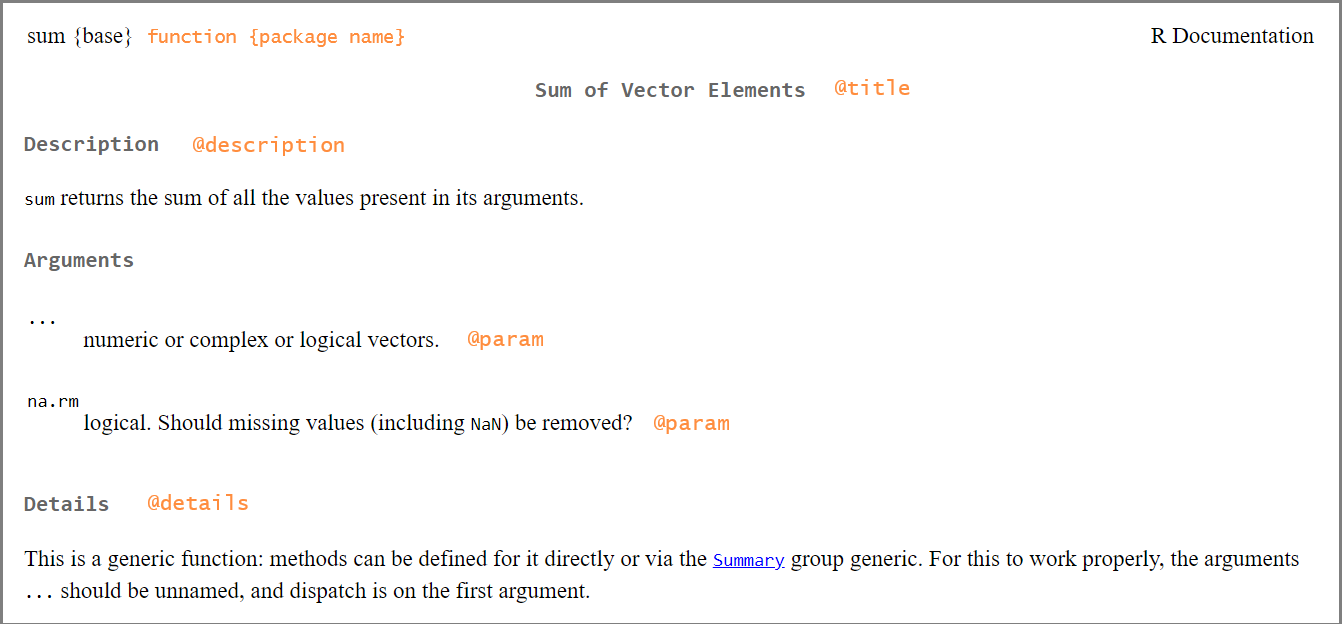 sum {base} function {package name} R Documentation
Sum of Vector Elements @title
Description @description
sum returns the sum of all the values present in its arguments.
Arguments
...
numeric or complex or logical vectors. @param
na.rm
logical. Should missing values (including NaN) be removed? @param
Details @details
This is a generic function: methods can be defined for it directly or via the Summary group generic. For this to work properly, the arguments
... should be unnamed, and dispatch is on the first argument.